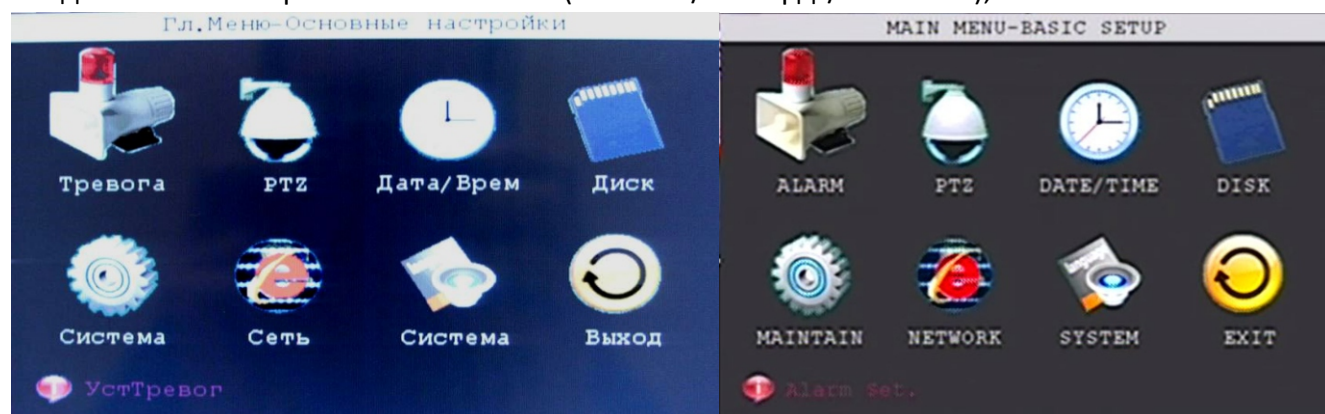 Гл.Меню-Основные настройки
Тревога PTZ Дата/Врем Диск
Система Сеть Система Выход
УстТревог
MAIN MENU-BASIC SETUP
ALARM PTZ DATE/TIME DISK
MAINTAIN NETWORK SYSTEM EXIT
Alarm Set.